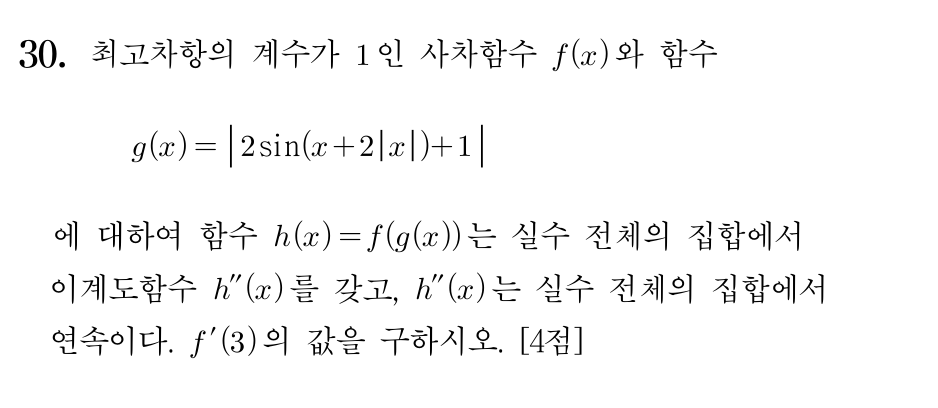 30. 최고차항의 계수가 1인 사차함수 f(x)와 함수
g(x)=|2sin(x+2|x|)+1|
에 대하여 함수 h(x)=f(g(x))는 실수 전체의 집합에서
이계도함수 h″(x)를 갖고, h″(x)는 실수 전체의 집합에서
연속이다. f′(3)의 값을 구하시오. [4점]